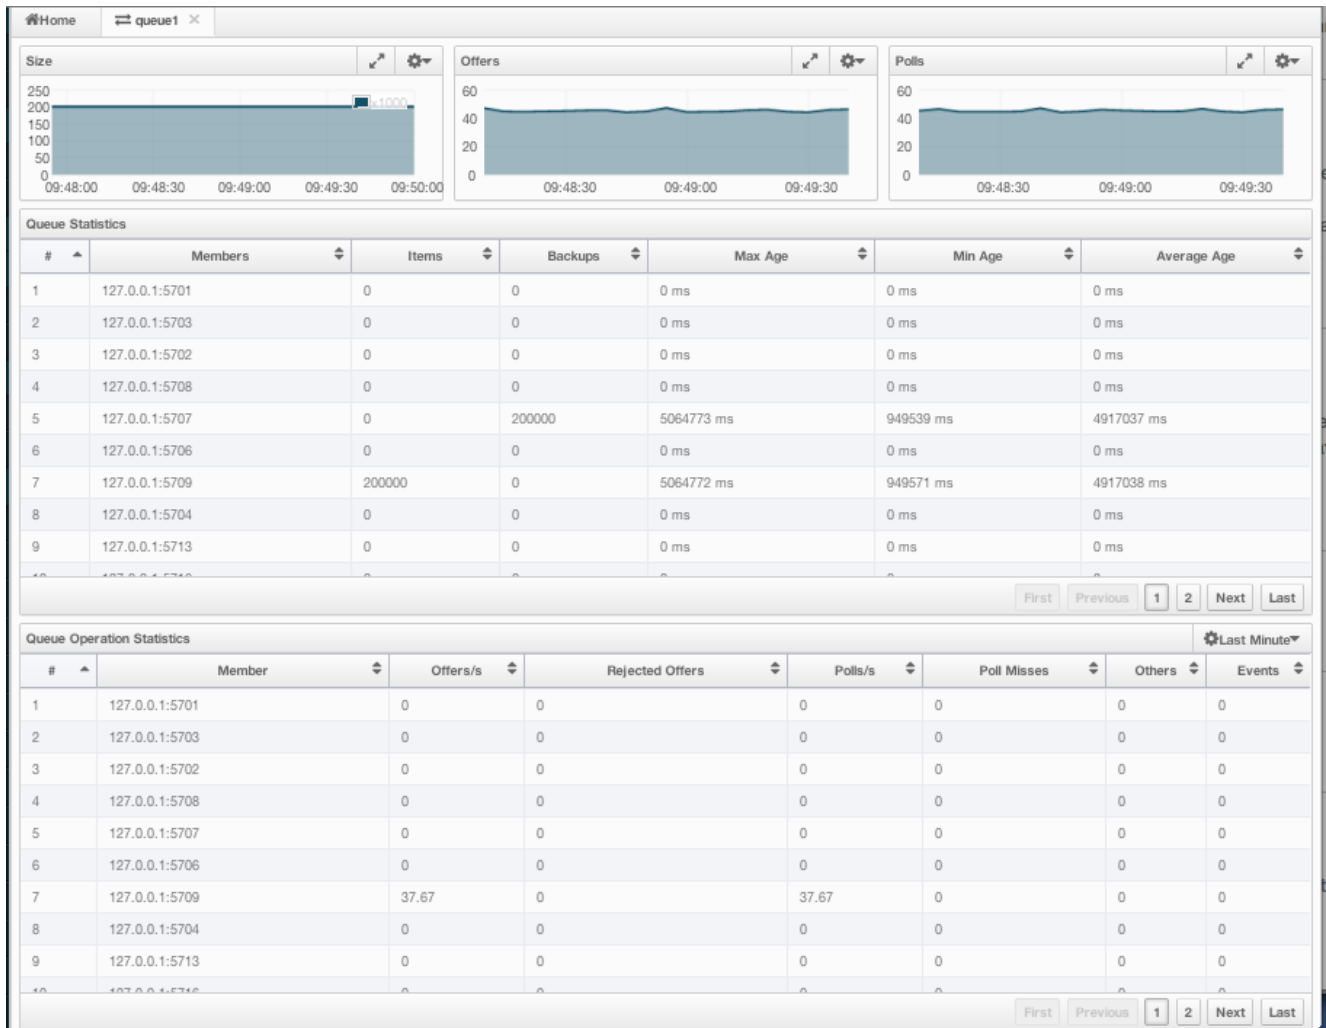 Home queue1
Size Offers Polls
250
200 x1000
150
100
50
0
09:48:00 09:48:30 09:49:00 09:49:30 09:50:00
60
40
20
0
09:48:30 09:49:00 09:49:30
60
40
20
0
09:48:30 09:49:00 09:49:30
Queue Statistics
# Members Items Backups Max Age Min Age Average Age
1 127.0.0.1:5701 0 0 0 ms 0 ms 0 ms
2 127.0.0.1:5703 0 0 0 ms 0 ms 0 ms
3 127.0.0.1:5702 0 0 0 ms 0 ms 0 ms
4 127.0.0.1:5708 0 0 0 ms 0 ms 0 ms
5 127.0.0.1:5707 0 200000 5064773 ms 949539 ms 4917037 ms
6 127.0.0.1:5706 0 0 0 ms 0 ms 0 ms
7 127.0.0.1:5709 200000 0 5064772 ms 949571 ms 4917038 ms
8 127.0.0.1:5704 0 0 0 ms 0 ms 0 ms
9 127.0.0.1:5713 0 0 0 ms 0 ms 0 ms
First Previous 1 2 Next Last
Queue Operation Statistics Last Minute
# Member Offers/s Rejected Offers Polls/s Poll Misses Others Events
1 127.0.0.1:5701 0 0 0 0 0 0
2 127.0.0.1:5703 0 0 0 0 0 0
3 127.0.0.1:5702 0 0 0 0 0 0
4 127.0.0.1:5708 0 0 0 0 0 0
5 127.0.0.1:5707 0 0 0 0 0 0
6 127.0.0.1:5706 0 0 0 0 0 0
7 127.0.0.1:5709 37.67 0 37.67 0 0 0
8 127.0.0.1:5704 0 0 0 0 0 0
9 127.0.0.1:5713 0 0 0 0 0 0
First Previous 1 2 Next Last